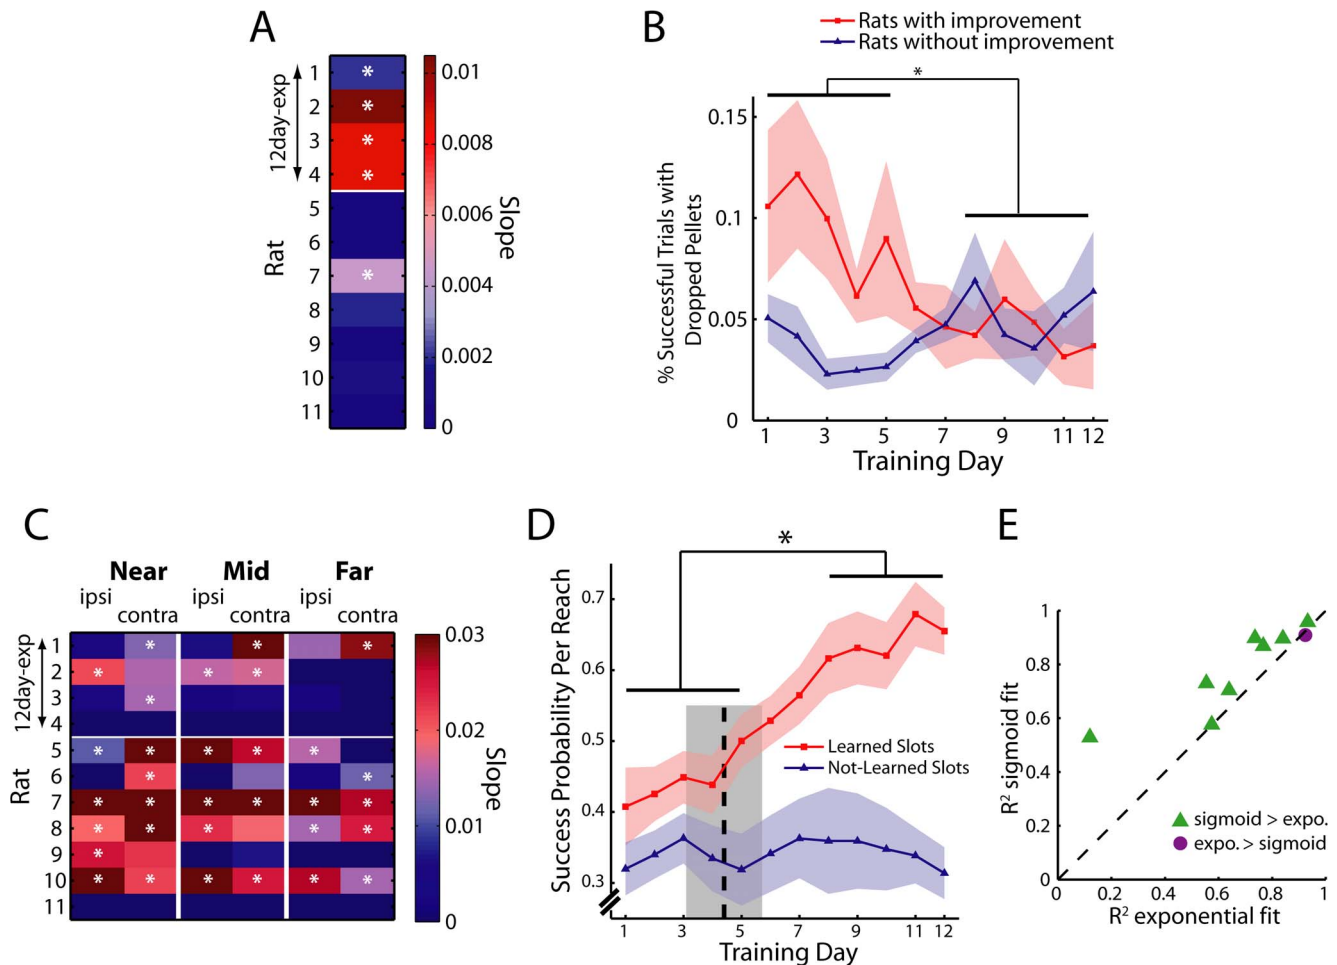 A
12day-exp
Rat
1
2
3
4
5
6
7
8
9
10
11
*
*
*
*
*
0.01
0.008
0.006
0.004
0.002
0
Slope
B
Rats with improvement
Rats without improvement
*
% Successful Trials with
Dropped Pellets
0.15
0.1
0.05
0
1 3 5 7 9 11 12
Training Day
C
Near Mid Far
ipsi contra ipsi contra ipsi contra
12day-exp
Rat
1 * * *
2 * * *
3 *
4
5 * * * * *
6 * *
7 * * * * * *
8 * * * * *
9 *
10 * * * * * *
11
0.03
0.02
0.01
0
Slope
D
*
Success Probability Per Reach
0.7
0.6
0.5
0.4
0.3
Learned Slots
Not-Learned Slots
1 3 5 7 9 11 12
Training Day
E
R² sigmoid fit
1
0.8
0.6
0.4
0.2
0
sigmoid > expo.
expo. > sigmoid
0 0.2 0.4 0.6 0.8 1
R² exponential fit